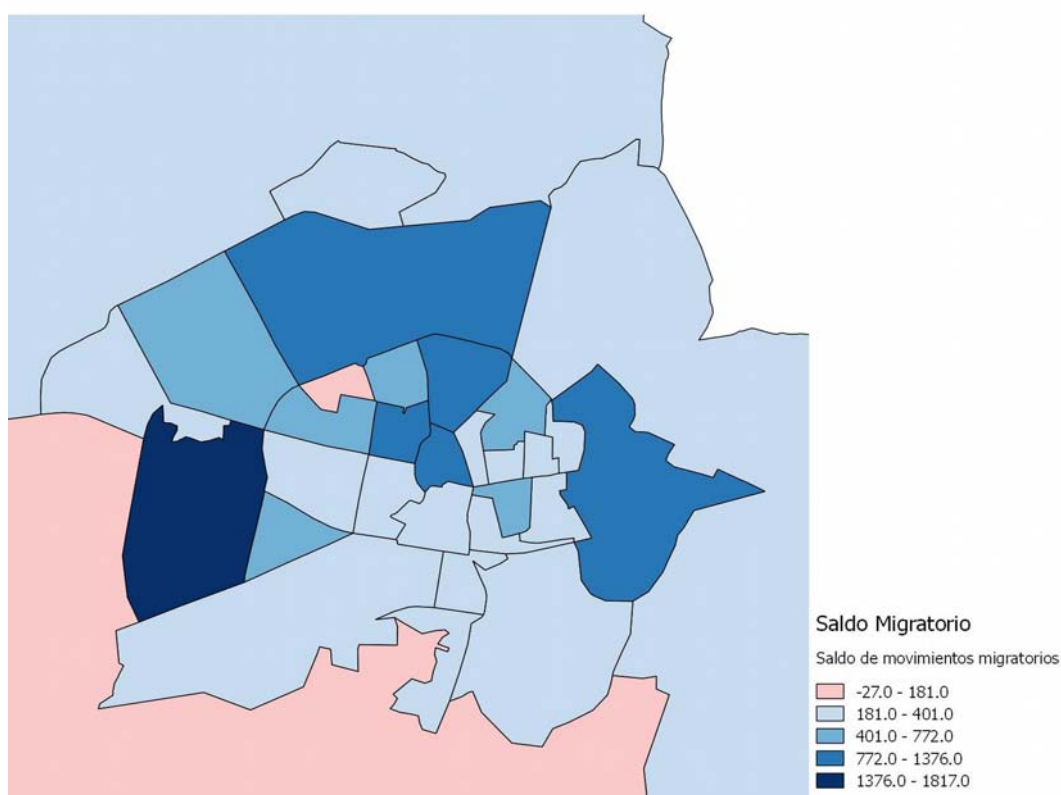 Saldo Migratorio
Saldo de movimientos migratorios
-27.0 - 181.0
181.0 - 401.0
401.0 - 772.0
772.0 - 1376.0
1376.0 - 1817.0